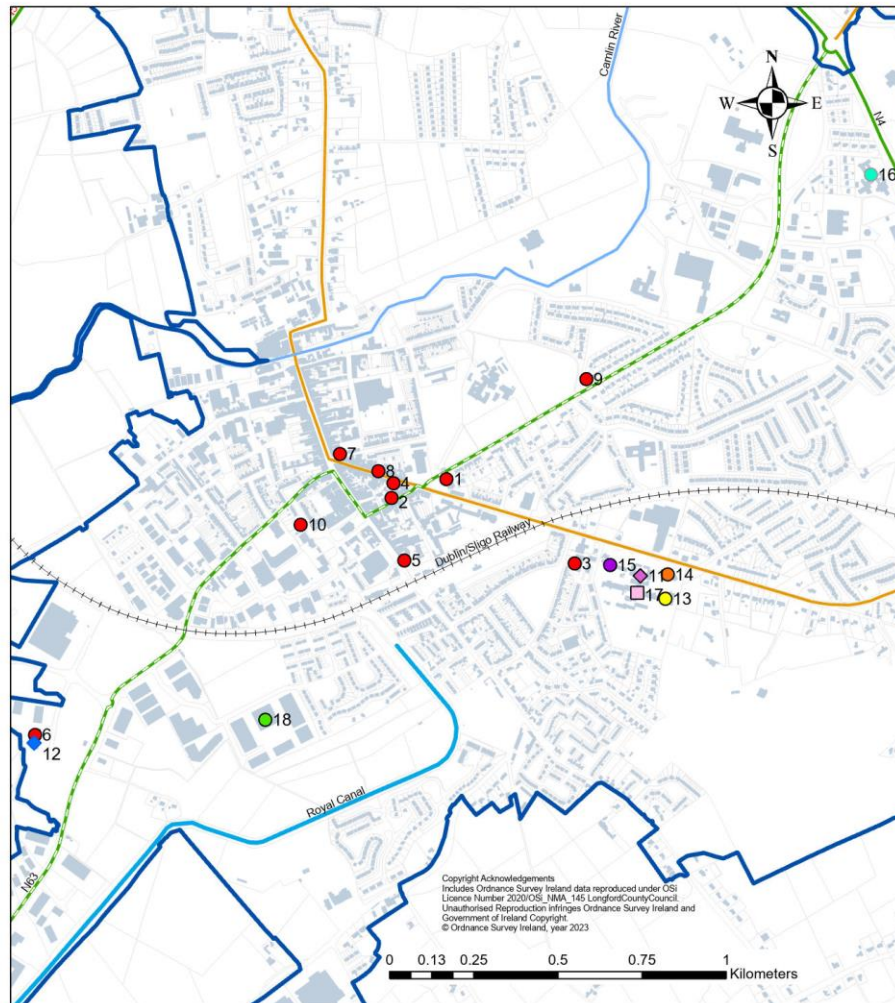 Camlin River
N
W
E
S
N4
16
9
7
8
4
1
2
10
Dublin/Sligo Railway
5
3
15
11
14
17
13
18
6
12
Royal Canal
N63
Copyright Acknowledgements
Includes Ordnance Survey Ireland data reproduced under OSi
Licence Number 2020/OSi_NMA_145 LongfordCountyCouncil.
Unauthorised Reproduction infringes Ordnance Survey Ireland and
Government of Ireland Copyright.
© Ordnance Survey Ireland, year 2023
0 0.13 0.25 0.5 0.75 1
Kilometers